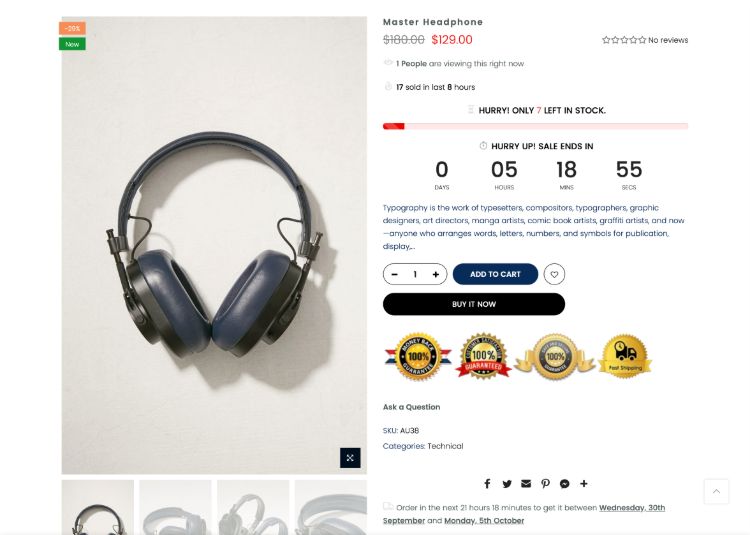 -29%
New
Master Headphone
$180.00 $129.00
No reviews
1 People are viewing this right now
17 sold in last 8 hours
HURRY! ONLY 7 LEFT IN STOCK.
HURRY UP! SALE ENDS IN
0 05 18 55
DAYS HOURS MINS SECS
Typography is the work of typesetters, compositors, typographers, graphic
designers, art directors, manga artists, comic book artists, graffiti artists, and now
—anyone who arranges words, letters, numbers, and symbols for publication,
display,...
- 1 + ADD TO CART
BUY IT NOW
MONEY BACK 100% GUARANTEE
CUSTOMER SATISFACTION 100% GUARANTEED
100%
Fast Shipping
Ask a Question
SKU: AU38
Categories: Technical
Order in the next 21 hours 18 minutes to get it between Wednesday, 30th
September and Monday, 5th October